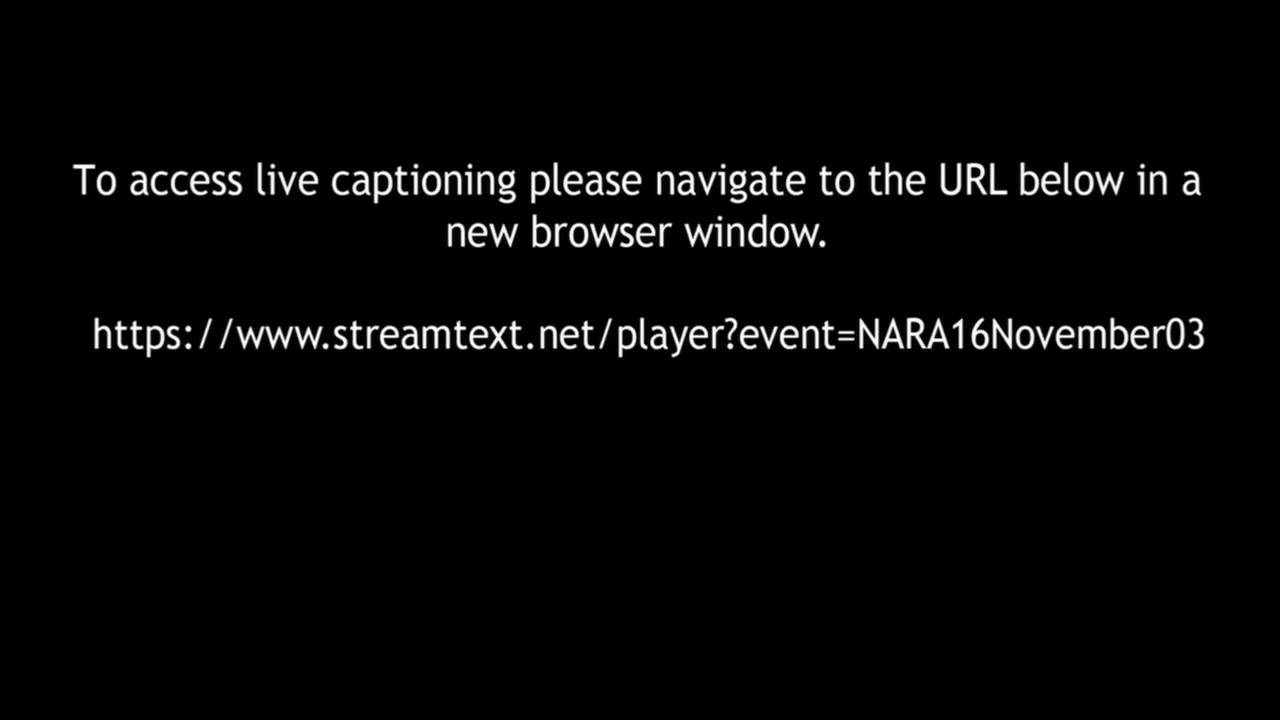 To access live captioning please navigate to the URL below in a
new browser window.
https://www.streamtext.net/player?event=NARA16November03